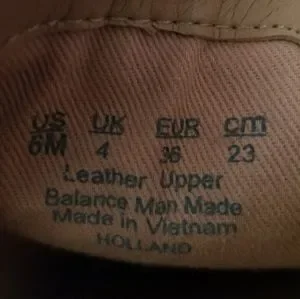 US UK EUR cm
6M 4 36 23
Leather Upper
Balance Man Made
Made in Vietnam
HOLLAND